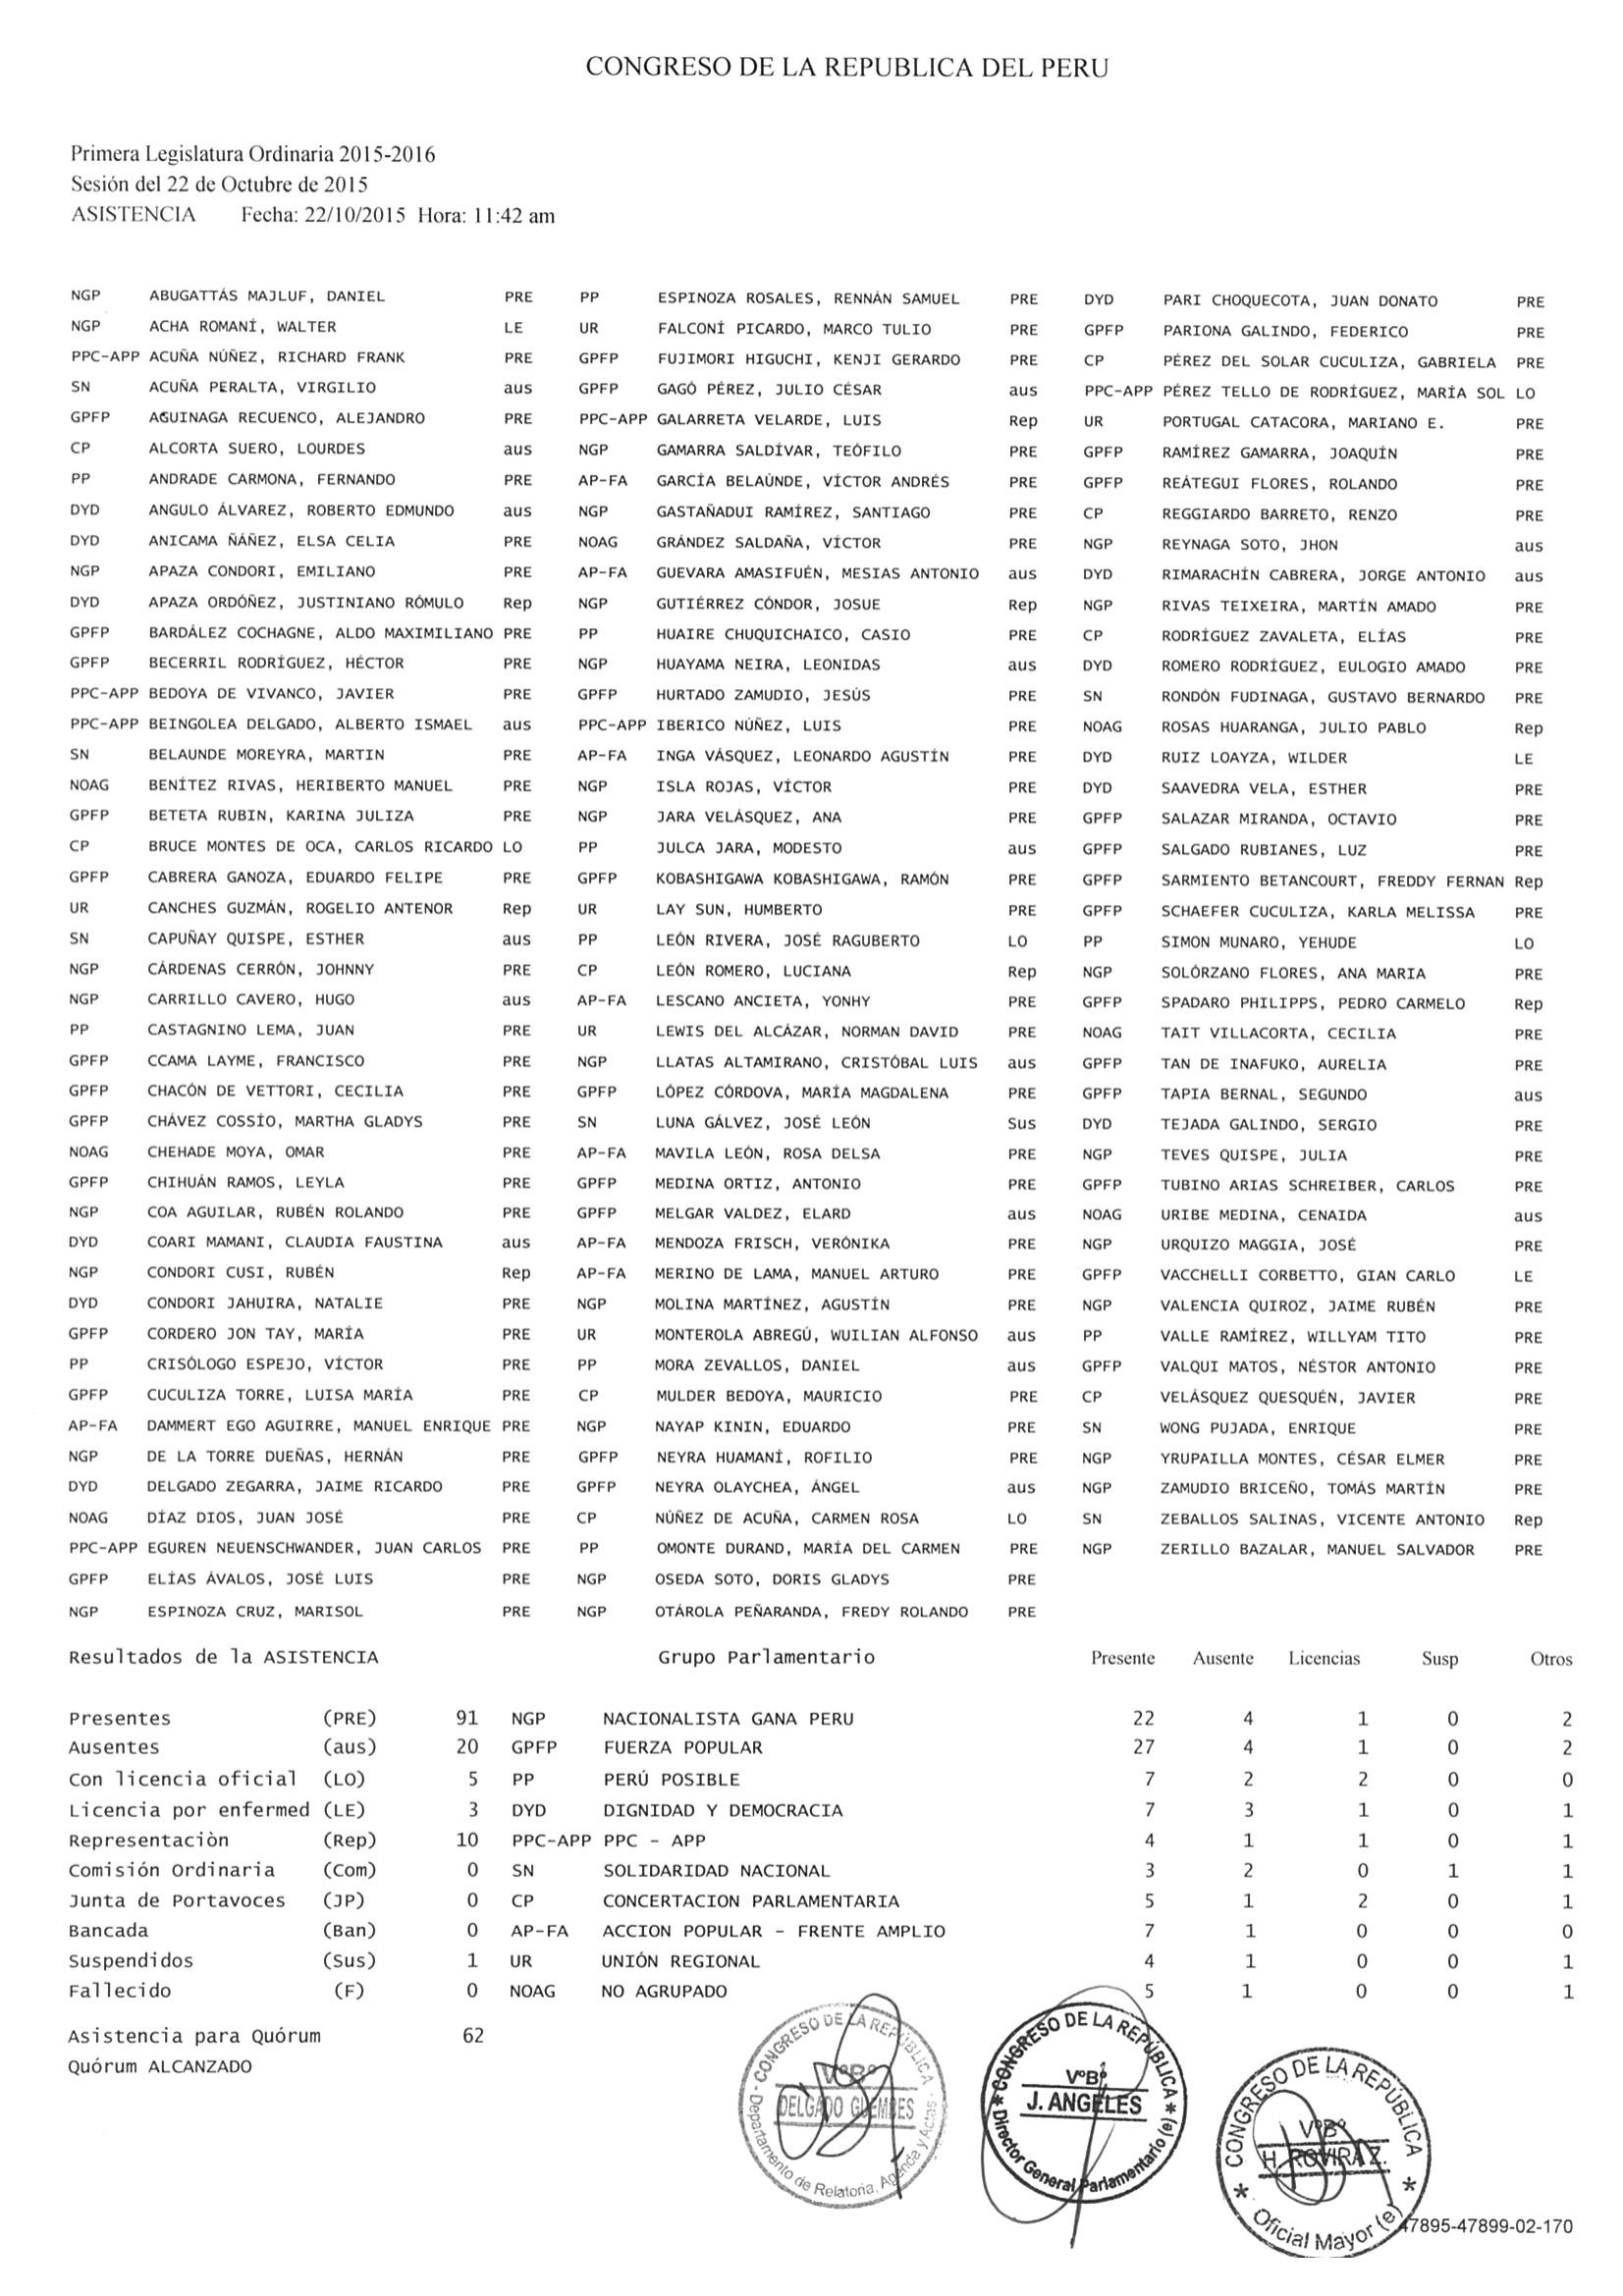 CONGRESO DE LA REPUBLICA DEL PERU
Primera Legislatura Ordinaria 2015-2016
Sesión del 22 de Octubre de 2015
ASISTENCIA Fecha: 22/10/2015 Hora: 11:42 am
NGP ABUGATTÁS MAJLUF, DANIEL PRE PP ESPINOZA ROSALES, RENNÁN SAMUEL PRE DYD PARI CHOQUECOTA, JUAN DONATO PRE
NGP ACHA ROMANÍ, WALTER LE UR FALCONÍ PICARDO, MARCO TULIO PRE GPFP PARIONA GALINDO, FEDERICO PRE
PPC-APP ACUÑA NÚÑEZ, RICHARD FRANK PRE GPFP FUJIMORI HIGUCHI, KENJI GERARDO PRE CP PÉREZ DEL SOLAR CUCULIZA, GABRIELA PRE
SN ACUÑA PERALTA, VIRGILIO aus GPFP GAGÓ PÉREZ, JULIO CÉSAR aus PPC-APP PÉREZ TELLO DE RODRÍGUEZ, MARÍA SOL LO
GPFP AGUINAGA RECUENCO, ALEJANDRO PRE PPC-APP GALARRETA VELARDE, LUIS Rep UR PORTUGAL CATACORA, MARIANO E. PRE
CP ALCORTA SUERO, LOURDES aus NGP GAMARRA SALDÍVAR, TEÓFILO PRE GPFP RAMÍREZ GAMARRA, JOAQUÍN PRE
PP ANDRADE CARMONA, FERNANDO PRE AP-FA GARCÍA BELAÚNDE, VÍCTOR ANDRÉS PRE GPFP REÁTEGUI FLORES, ROLANDO PRE
DYD ANGULO ÁLVAREZ, ROBERTO EDMUNDO aus NGP GASTAÑADUI RAMÍREZ, SANTIAGO PRE CP REGGIARDO BARRETO, RENZO PRE
DYD ANICAMA ÑÁÑEZ, ELSA CELIA PRE NOAG GRÁNDEZ SALDAÑA, VÍCTOR PRE NGP REYNAGA SOTO, JHON aus
NGP APAZA CONDORI, EMILIANO PRE AP-FA GUEVARA AMASIFUÉN, MESIAS ANTONIO aus DYD RIMARACHÍN CABRERA, JORGE ANTONIO aus
DYD APAZA ORDÓÑEZ, JUSTINIANO RÓMULO Rep NGP GUTIÉRREZ CÓNDOR, JOSUE Rep NGP RIVAS TEIXEIRA, MARTÍN AMADO PRE
GPFP BARDÁLEZ COCHAGNE, ALDO MAXIMILIANO PRE PP HUAIRE CHUQUICHAICO, CASIO PRE CP RODRÍGUEZ ZAVALETA, ELÍAS PRE
GPFP BECERRIL RODRÍGUEZ, HÉCTOR PRE NGP HUAYAMA NEIRA, LEONIDAS aus DYD ROMERO RODRÍGUEZ, EULOGIO AMADO PRE
PPC-APP BEDOYA DE VIVANCO, JAVIER PRE GPFP HURTADO ZAMUDIO, JESÚS PRE SN RONDÓN FUDINAGA, GUSTAVO BERNARDO PRE
PPC-APP BEINGOLEA DELGADO, ALBERTO ISMAEL aus PPC-APP IBERICO NÚÑEZ, LUIS PRE NOAG ROSAS HUARANGA, JULIO PABLO Rep
SN BELAUNDE MOREYRA, MARTIN PRE AP-FA INGA VÁSQUEZ, LEONARDO AGUSTÍN PRE DYD RUIZ LOAYZA, WILDER LE
NOAG BENÍTEZ RIVAS, HERIBERTO MANUEL PRE NGP ISLA ROJAS, VÍCTOR PRE DYD SAAVEDRA VELA, ESTHER PRE
GPFP BETETA RUBIN, KARINA JULIZA PRE NGP JARA VELÁSQUEZ, ANA PRE GPFP SALAZAR MIRANDA, OCTAVIO PRE
CP BRUCE MONTES DE OCA, CARLOS RICARDO LO PP JULCA JARA, MODESTO aus GPFP SALGADO RUBIANES, LUZ PRE
GPFP CABRERA GANOZA, EDUARDO FELIPE PRE GPFP KOBASHIGAWA KOBASHIGAWA, RAMÓN PRE GPFP SARMIENTO BETANCOURT, FREDDY FERNAN Rep
UR CANCHES GUZMÁN, ROGELIO ANTENOR Rep UR LAY SUN, HUMBERTO PRE GPFP SCHAEFER CUCULIZA, KARLA MELISSA PRE
SN CAPUÑAY QUISPE, ESTHER aus PP LEÓN RIVERA, JOSÉ RAGUBERTO LO PP SIMON MUNARO, YEHUDE LO
NGP CÁRDENAS CERRÓN, JOHNNY PRE CP LEÓN ROMERO, LUCIANA Rep NGP SOLÓRZANO FLORES, ANA MARIA PRE
NGP CARRILLO CAVERO, HUGO aus AP-FA LESCANO ANCIETA, YONHY PRE GPFP SPADARO PHILIPPS, PEDRO CARMELO Rep
PP CASTAGNINO LEMA, JUAN PRE UR LEWIS DEL ALCÁZAR, NORMAN DAVID PRE NOAG TAIT VILLACORTA, CECILIA PRE
GPFP CCAMA LAYME, FRANCISCO PRE NGP LLATAS ALTAMIRANO, CRISTÓBAL LUIS aus GPFP TAN DE INAFUKO, AURELIA PRE
GPFP CHACÓN DE VETTORI, CECILIA PRE GPFP LÓPEZ CÓRDOVA, MARÍA MAGDALENA PRE GPFP TAPIA BERNAL, SEGUNDO aus
GPFP CHÁVEZ COSSÍO, MARTHA GLADYS PRE SN LUNA GÁLVEZ, JOSÉ LEÓN Sus DYD TEJADA GALINDO, SERGIO PRE
NOAG CHEHADE MOYA, OMAR PRE AP-FA MAVILA LEÓN, ROSA DELSA PRE NGP TEVES QUISPE, JULIA PRE
GPFP CHIHUÁN RAMOS, LEYLA PRE GPFP MEDINA ORTIZ, ANTONIO PRE GPFP TUBINO ARIAS SCHREIBER, CARLOS PRE
NGP COA AGUILAR, RUBÉN ROLANDO PRE GPFP MELGAR VALDEZ, ELARD aus NOAG URIBE MEDINA, CENAIDA aus
DYD COARI MAMANI, CLAUDIA FAUSTINA aus AP-FA MENDOZA FRISCH, VERÓNIKA PRE NGP URQUIZO MAGGIA, JOSÉ PRE
NGP CONDORI CUSI, RUBÉN Rep AP-FA MERINO DE LAMA, MANUEL ARTURO PRE GPFP VACCHELLI CORBETTO, GIAN CARLO LE
DYD CONDORI JAHUIRA, NATALIE PRE NGP MOLINA MARTÍNEZ, AGUSTÍN PRE NGP VALENCIA QUIROZ, JAIME RUBÉN PRE
GPFP CORDERO JON TAY, MARÍA PRE UR MONTEROLA ABREGÚ, WUILIAN ALFONSO aus PP VALLE RAMÍREZ, WILLYAM TITO PRE
PP CRISÓLOGO ESPEJO, VÍCTOR PRE PP MORA ZEVALLOS, DANIEL aus GPFP VALQUI MATOS, NÉSTOR ANTONIO PRE
GPFP CUCULIZA TORRE, LUISA MARÍA PRE CP MULDER BEDOYA, MAURICIO PRE CP VELÁSQUEZ QUESQUÉN, JAVIER PRE
AP-FA DAMMERT EGO AGUIRRE, MANUEL ENRIQUE PRE NGP NAYAP KININ, EDUARDO PRE SN WONG PUJADA, ENRIQUE PRE
NGP DE LA TORRE DUEÑAS, HERNÁN PRE GPFP NEYRA HUAMANÍ, ROFILIO PRE NGP YRUPAILLA MONTES, CÉSAR ELMER PRE
DYD DELGADO ZEGARRA, JAIME RICARDO PRE GPFP NEYRA OLAYCHEA, ÁNGEL aus NGP ZAMUDIO BRICEÑO, TOMÁS MARTÍN PRE
NOAG DÍAZ DIOS, JUAN JOSÉ PRE CP NÚÑEZ DE ACUÑA, CARMEN ROSA LO SN ZEBALLOS SALINAS, VICENTE ANTONIO Rep
PPC-APP EGUREN NEUENSCHWANDER, JUAN CARLOS PRE PP OMONTE DURAND, MARÍA DEL CARMEN PRE NGP ZERILLO BAZALAR, MANUEL SALVADOR PRE
GPFP ELÍAS ÁVALOS, JOSÉ LUIS PRE NGP OSEDA SOTO, DORIS GLADYS PRE
NGP ESPINOZA CRUZ, MARISOL PRE NGP OTÁROLA PEÑARANDA, FREDY ROLANDO PRE
Resultados de la ASISTENCIA Grupo Parlamentario Presente Ausente Licencias Susp Otros
Presentes (PRE) 91 NGP NACIONALISTA GANA PERU 22 4 1 0 2
Ausentes (aus) 20 GPFP FUERZA POPULAR 27 4 1 0 2
Con licencia oficial (LO) 5 PP PERÚ POSIBLE 7 2 2 0 0
Licencia por enfermed (LE) 3 DYD DIGNIDAD Y DEMOCRACIA 7 3 1 0 1
Representaciòn (Rep) 10 PPC-APP PPC - APP 4 1 1 0 1
Comisión Ordinaria (Com) 0 SN SOLIDARIDAD NACIONAL 3 2 0 1 1
Junta de Portavoces (JP) 0 CP CONCERTACION PARLAMENTARIA 5 1 2 0 1
Bancada (Ban) 0 AP-FA ACCION POPULAR - FRENTE AMPLIO 7 1 0 0 0
Suspendidos (Sus) 1 UR UNIÓN REGIONAL 4 1 0 0 1
Fallecido (F) 0 NOAG NO AGRUPADO 5 1 0 0 1
Asistencia para Quórum 62
Quórum ALCANZADO
CONGRESO DE LA REPÚBLICA
VºBº
DELGADO GUEMBES
Departamento de Relatoria, Agenda y Actas
CONGRESO DE LA REPÚBLICA
VºBº
J. ANGELES
Director General Parlamentario (e)
CONGRESO DE LA REPÚBLICA
VºBº
H. ROVIRA Z.
Oficial Mayor (e)
47895-47899-02-170